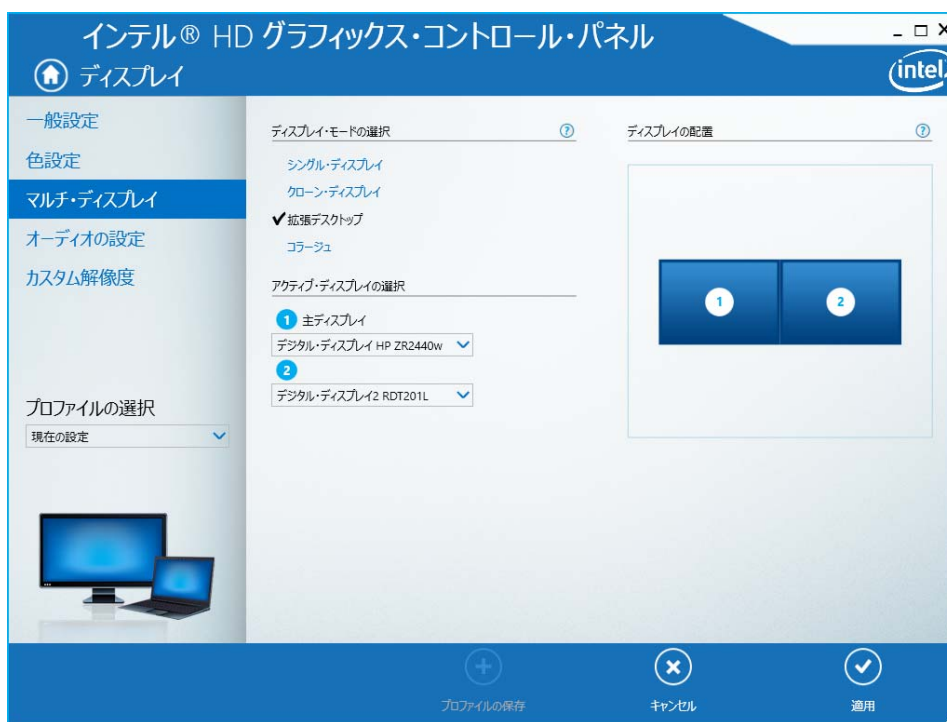 インテル® HD グラフィックス・コントロール・パネル
ディスプレイ
intel
一般設定
色設定
マルチ・ディスプレイ
オーディオの設定
カスタム解像度
プロファイルの選択
現在の設定
ディスプレイ・モードの選択
?
シングル・ディスプレイ
クローン・ディスプレイ
✔拡張デスクトップ
コラージュ
アクティブ・ディスプレイの選択
1 主ディスプレイ
デジタル・ディスプレイ HP ZR2440w
2
デジタル・ディスプレイ2 RDT201L
ディスプレイの配置
?
1 2
プロファイルの保存
キャンセル
適用